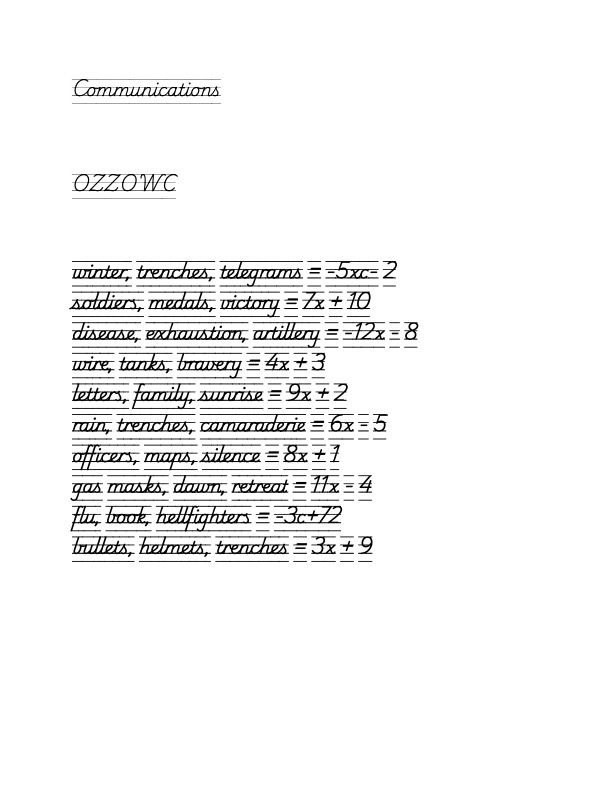 Communications
OZZOWC
winter, trenches, telegrams = -5xc- 2
soldiers, medals, victory = 7x + 10
disease, exhaustion, artillery = -12x - 8
wire, tanks, bravery = 4x + 3
letters, family, sunrise = 9x + 2
rain, trenches, camaraderie = 6x - 5
officers, maps, silence = 8x + 1
gas masks, dawn, retreat = 11x - 4
flu, book, hellfighters = -3c+72
bullets, helmets, trenches = 3x + 9